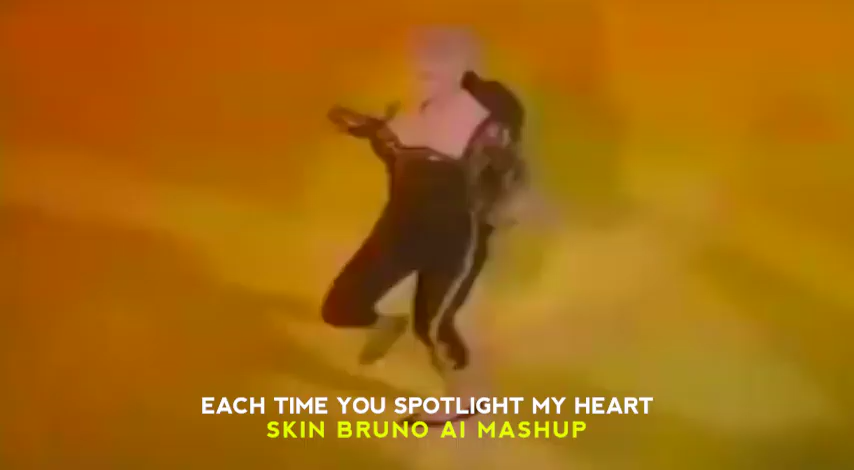 EACH TIME YOU SPOTLIGHT MY HEART
SKIN BRUNO AI MASHUP